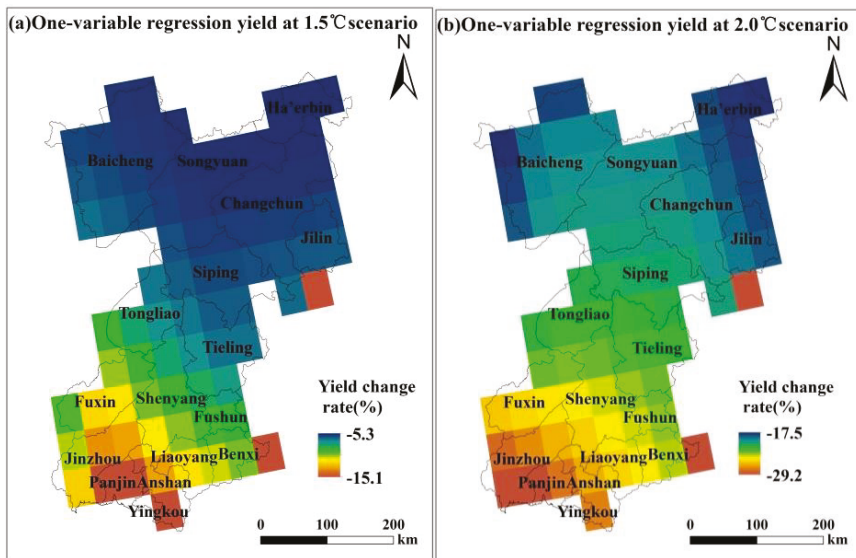 (a)One-variable regression yield at 1.5℃scenario
N
Ha'erbin
Baicheng
Songyuan
Changchun
Jilin
Siping
Tongliao
Tieling
Yield change
rate(%)
Fuxin
Shenyang
Fushun
-5.3
Jinzhou
Liaoyang
Benxi
-15.1
Panjin
Anshan
Yingkou
0 100 200
km
(b)One-variable regression yield at 2.0℃scenario
N
Ha'erbin
Baicheng
Songyuan
Changchun
Jilin
Siping
Tongliao
Tieling
Yield change
rate(%)
Fuxin
Shenyang
Fushun
-17.5
Jinzhou
Liaoyang
Benxi
-29.2
Panjin
Anshan
Yingkou
0 100 200
km